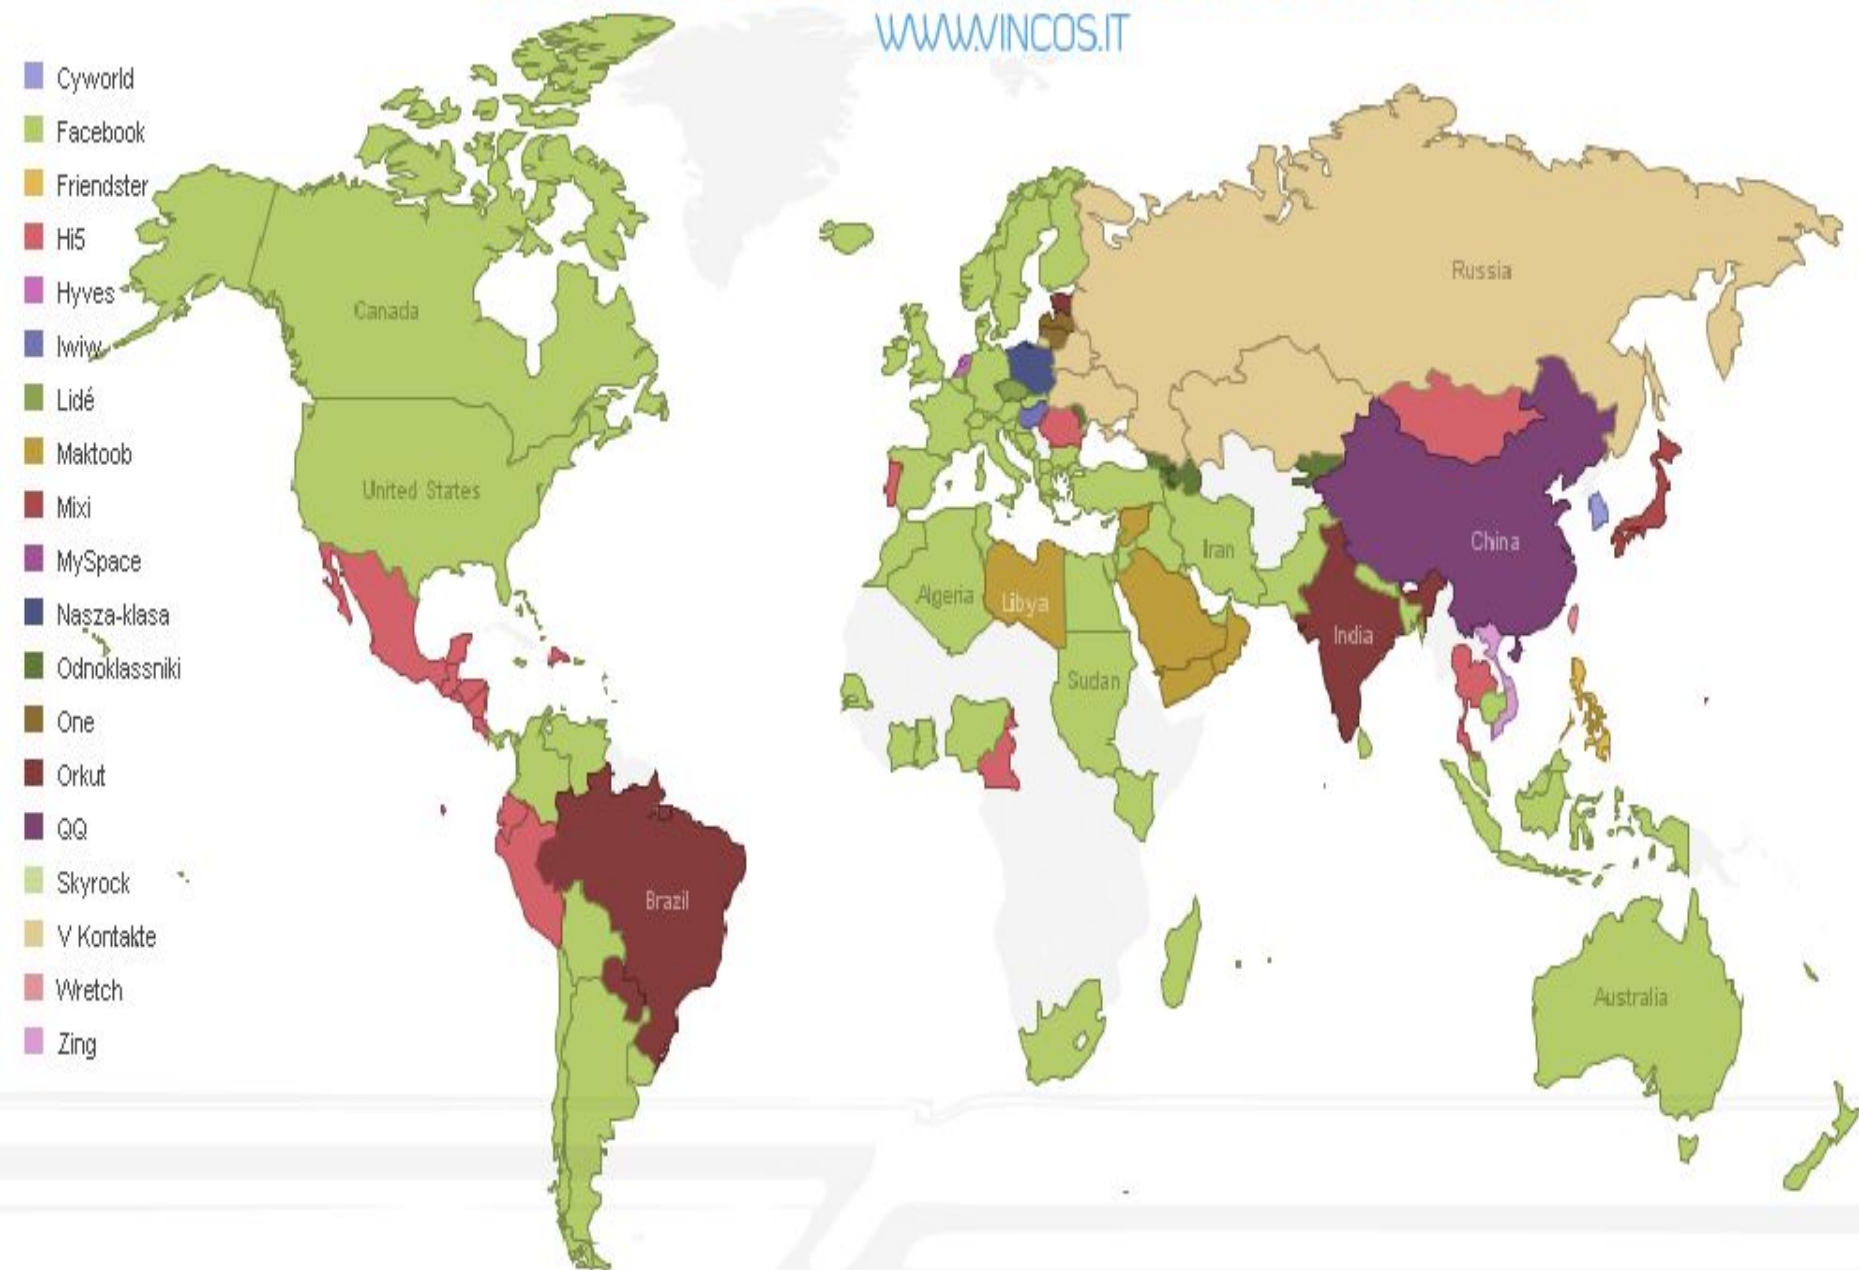 WWW.VINCOS.IT
Cyworld
Facebook
Friendster
Hi5
Hyves
Iwiw
Lidé
Maktoob
Mixi
MySpace
Nasza-klasa
Odnoklassniki
One
Orkut
QQ
Skyrock
V Kontakte
Wretch
Zing
Russia
Canada
United States
China
Iran
Algeria
Libya
India
Sudan
Brazil
Australia